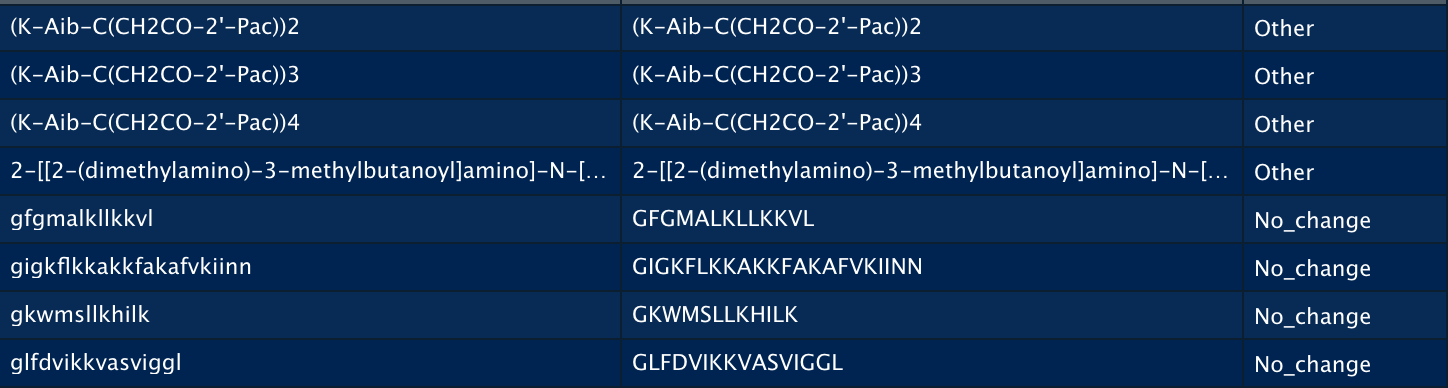 (K-Aib-C(CH2CO-2'-Pac))2 (K-Aib-C(CH2CO-2'-Pac))2 Other
(K-Aib-C(CH2CO-2'-Pac))3 (K-Aib-C(CH2CO-2'-Pac))3 Other
(K-Aib-C(CH2CO-2'-Pac))4 (K-Aib-C(CH2CO-2'-Pac))4 Other
2-[[2-(dimethylamino)-3-methylbutanoyl]amino]-N-[... 2-[[2-(dimethylamino)-3-methylbutanoyl]amino]-N-[... Other
gfgmalkllkkvl GFGMALKLLKKVL No_change
gigkflkkakkfakafvkiinn GIGKFLKKAKKFAKAFVKIINN No_change
gkwmsllkhilk GKWMSLLKHILK No_change
glfdvikkvasviggl GLFDVIKKVASVIGGL No_change